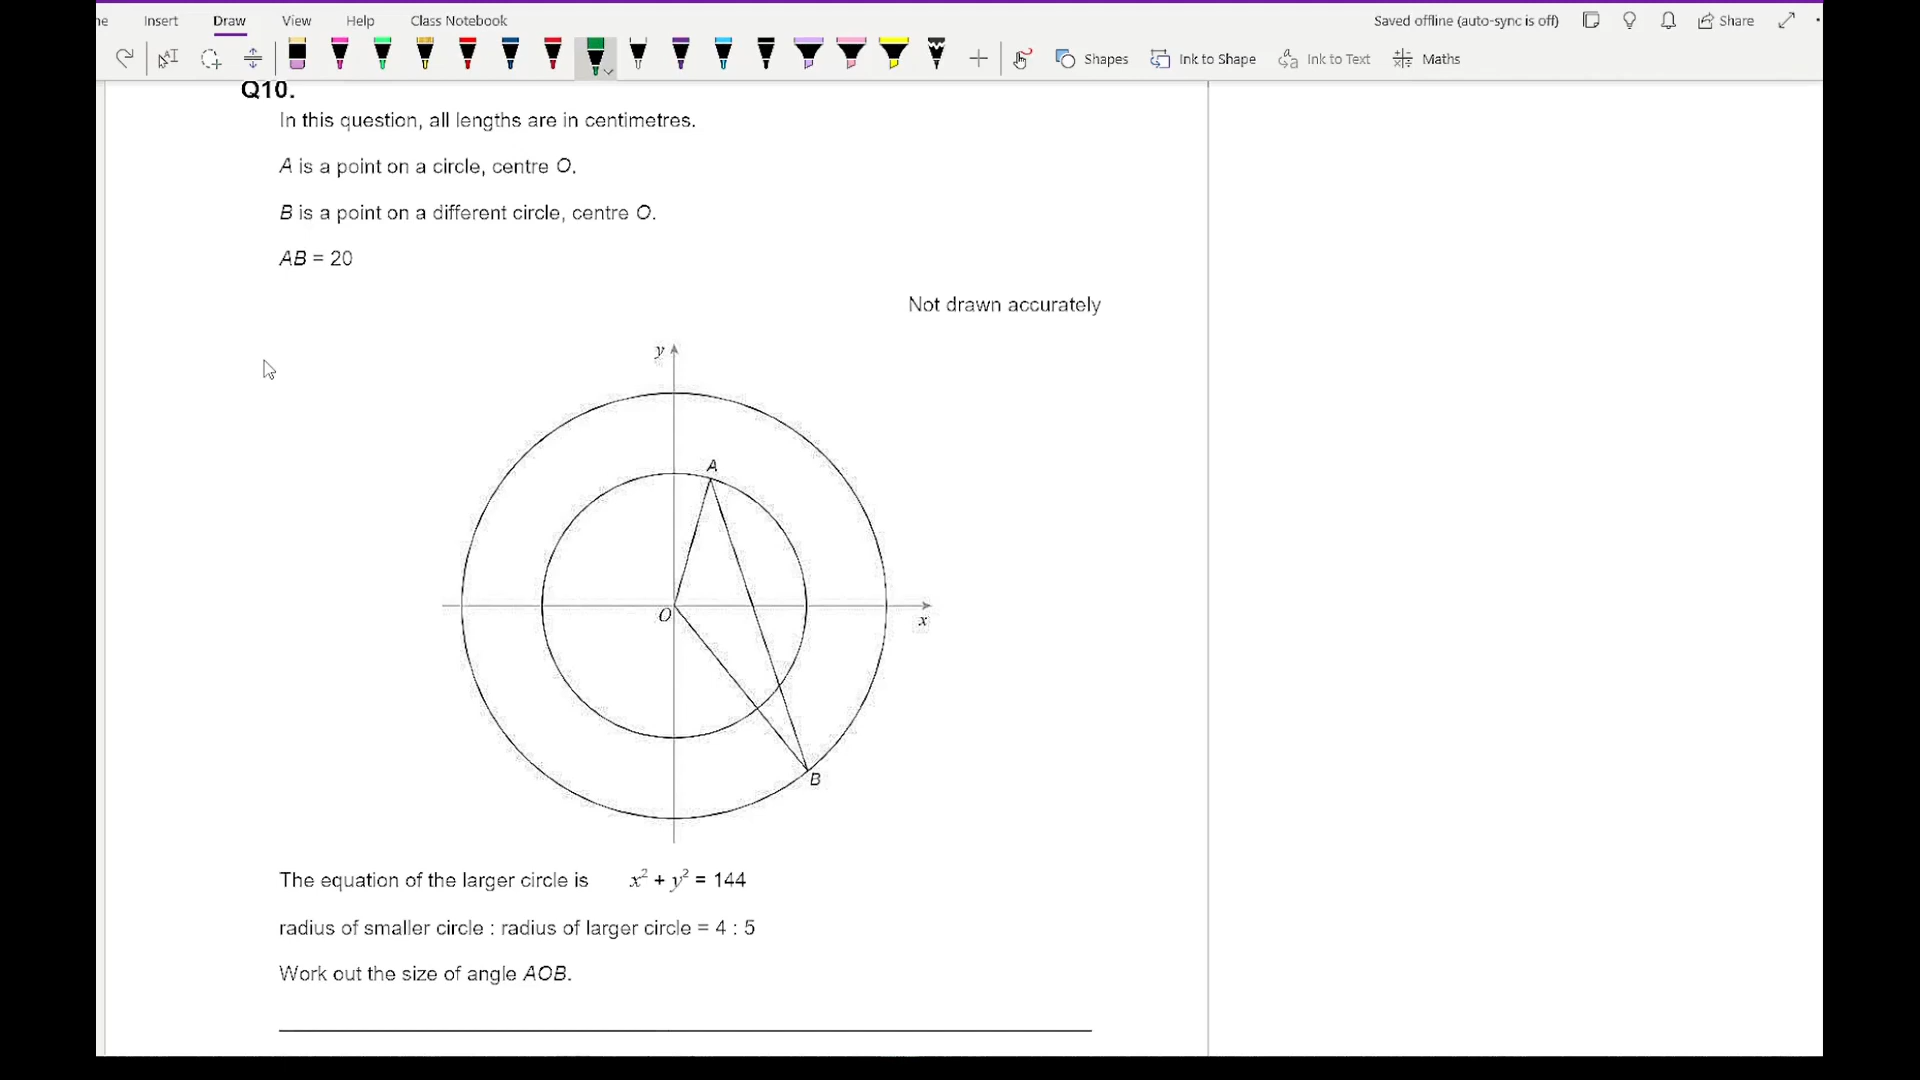 Insert Draw View Help Class Notebook Saved offline (auto-sync is off) Share
Shapes Ink to Shape Ink to Text Maths
Q10.
In this question, all lengths are in centimetres.
A is a point on a circle, centre O.
B is a point on a different circle, centre O.
AB = 20
Not drawn accurately
y
A
O
x
B
The equation of the larger circle is x² + y² = 144
radius of smaller circle : radius of larger circle = 4 : 5
Work out the size of angle AOB.